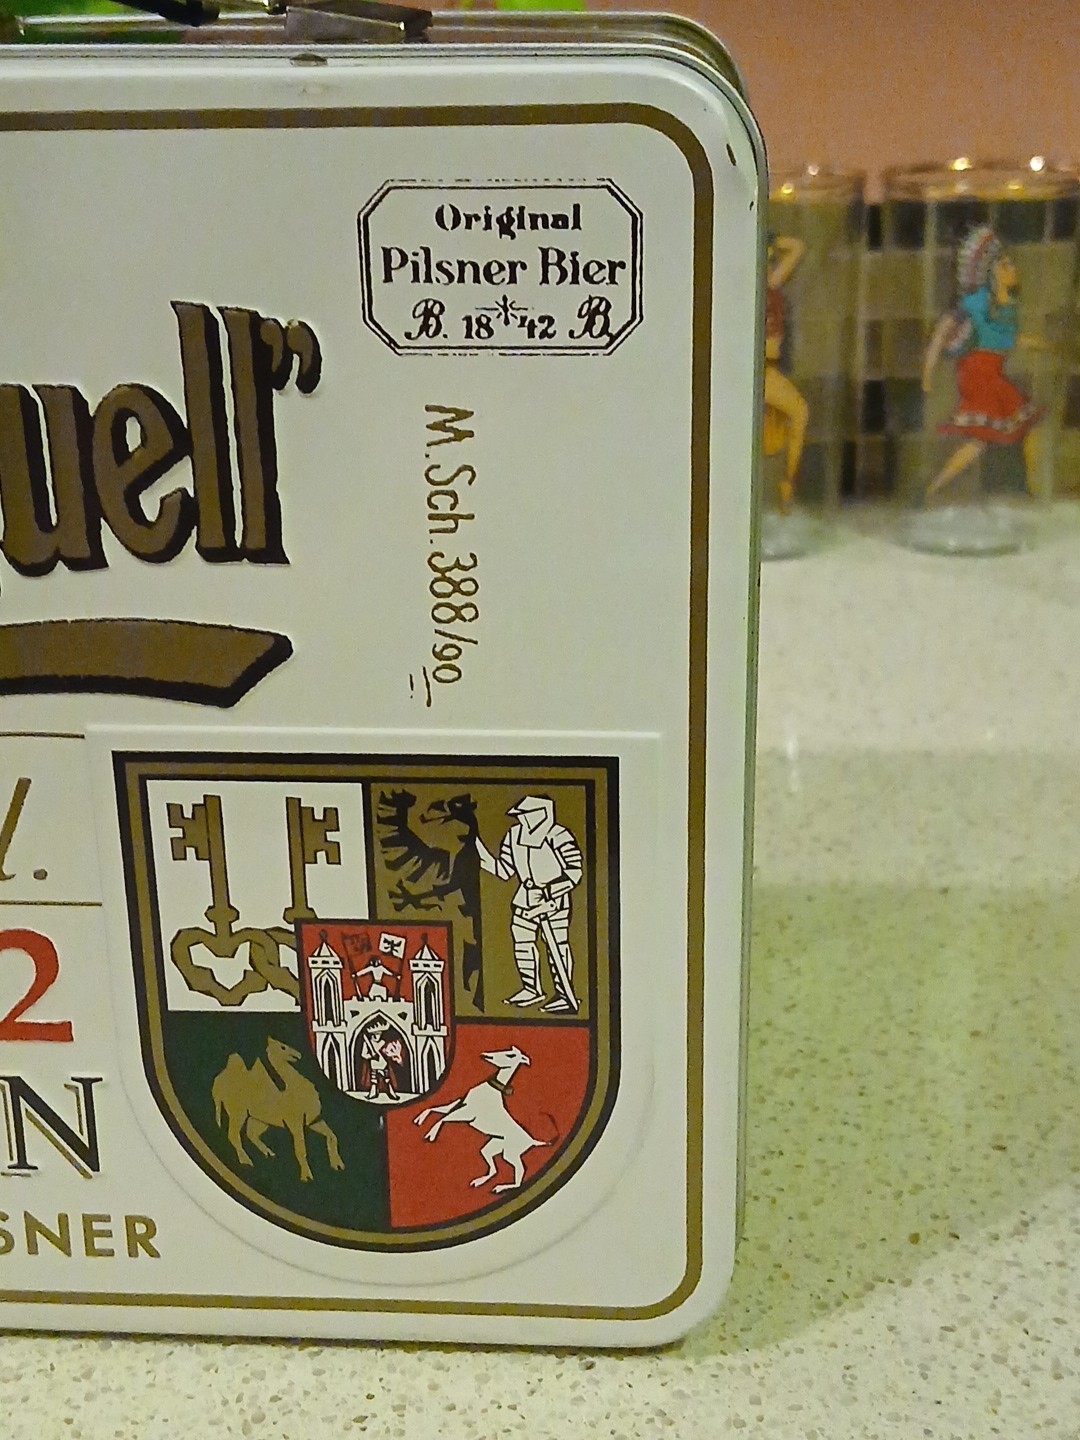 Original
Pilsner Bier
B. 18 42 B.
uell”
M. Sch. 388/90
l.
2
N
SNER